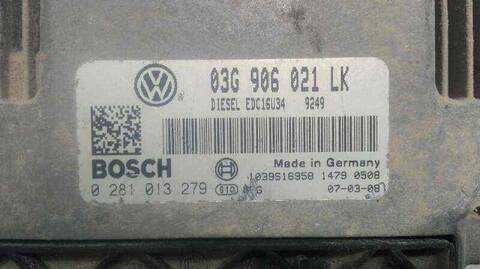 03G 906 021 LK
DIESEL EDC16U34 9249
BOSCH
Made in Germany
1039S16958 1479 0508
0 281 013 279
07-03-08